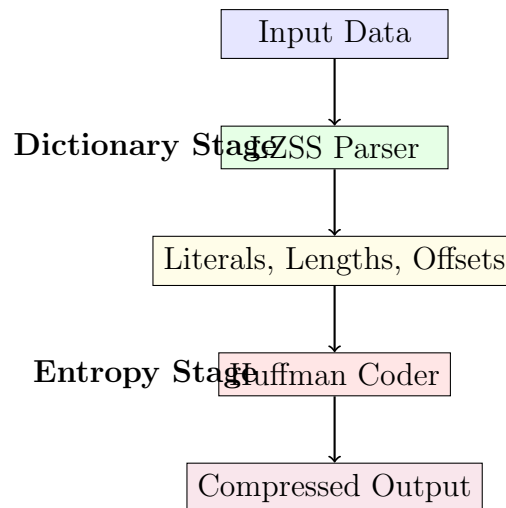 Input Data
Dictionary Stage
LZSS Parser
Literals, Lengths, Offsets
Entropy Stage
Huffman Coder
Compressed Output